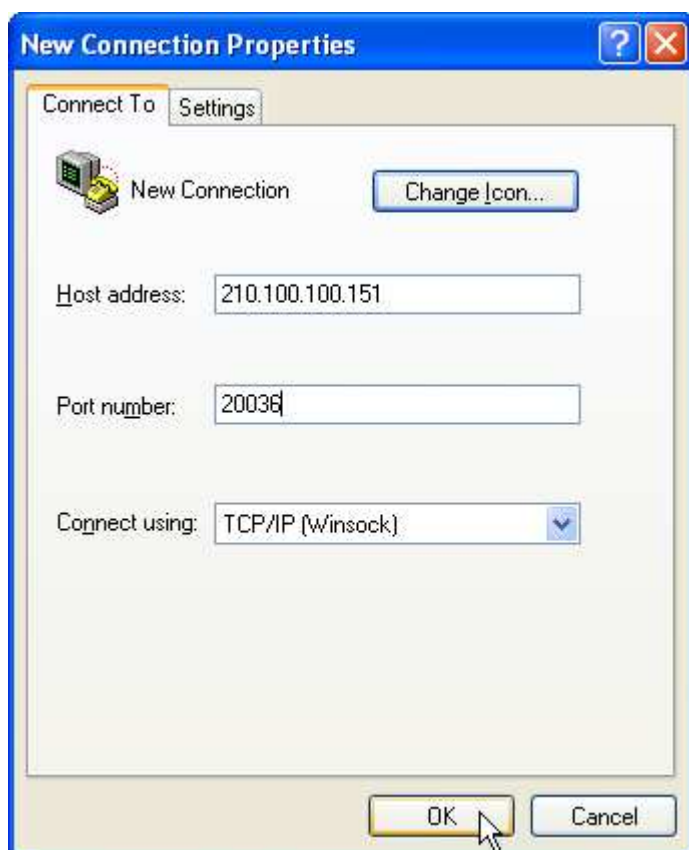 New Connection Properties
Connect To Settings
New Connection Change Icon...
Host address: 210.100.100.151
Port number: 20036
Connect using: TCP/IP (Winsock)
OK Cancel